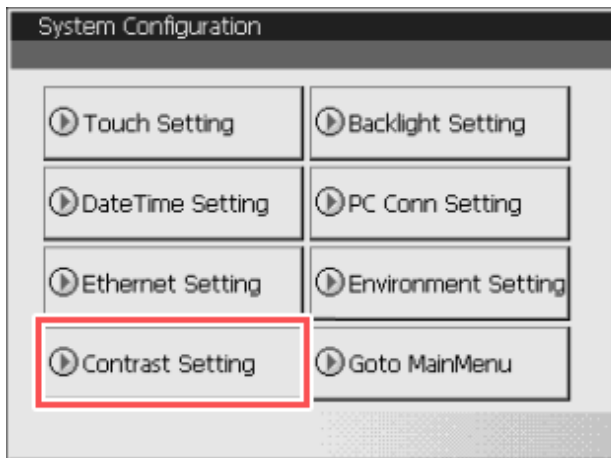 System Configuration
Touch Setting
Backlight Setting
DateTime Setting
PC Conn Setting
Ethernet Setting
Environment Setting
Contrast Setting
Goto MainMenu